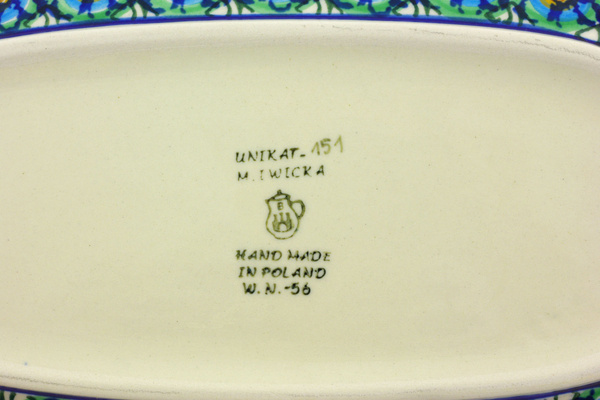 UNIKAT-151
M. IWICKA
B
HAND MADE
IN POLAND
W.N.-56